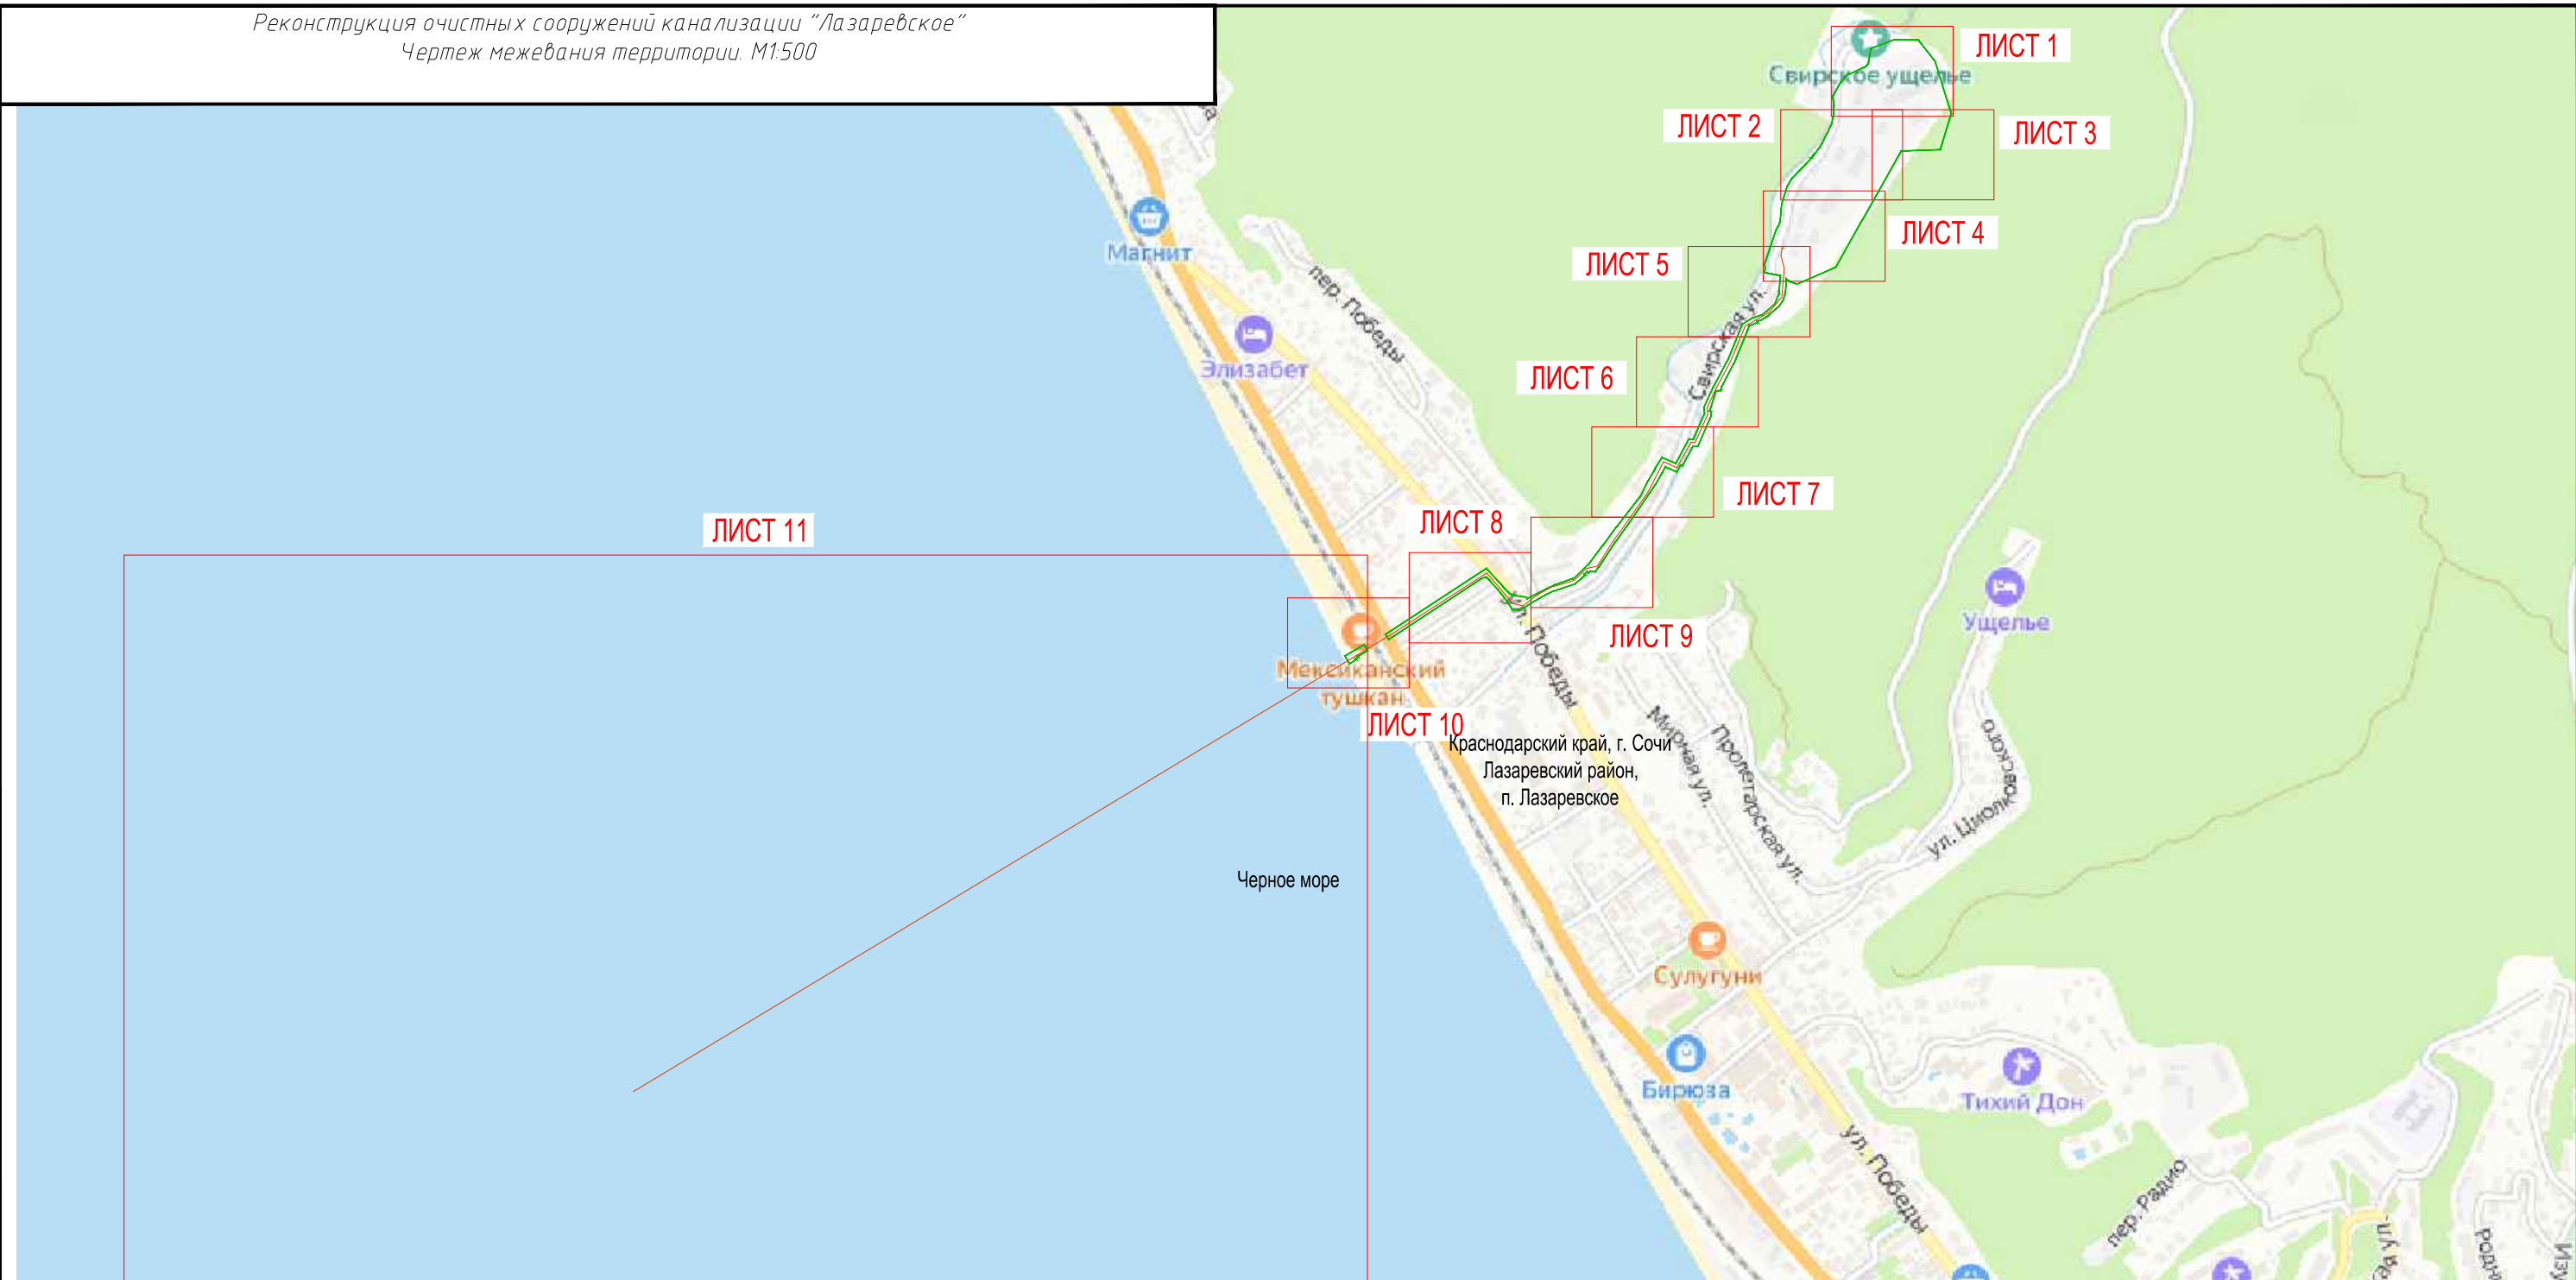 Реконструкция очистных сооружений канализации "Лазаревское"
Чертеж межевания территории. М1:500
Свирское ущелье
ЛИСТ 1
ЛИСТ 2
ЛИСТ 3
ЛИСТ 4
ЛИСТ 5
Магнит
пер. Победы
Свирская ул.
Элизабет
ЛИСТ 6
ЛИСТ 7
ЛИСТ 8
ЛИСТ 11
ЛИСТ 9
Ущелье
ул. Победы
Мексиканский
тушкан
ЛИСТ 10
Краснодарский край, г. Сочи
Лазаревский район,
п. Лазаревское
Мирная ул.
Пролетарская ул.
ул. Циолковского
Черное море
Сулугуни
Бирюза
Тихий Дон
ул. Победы
пер. Радио